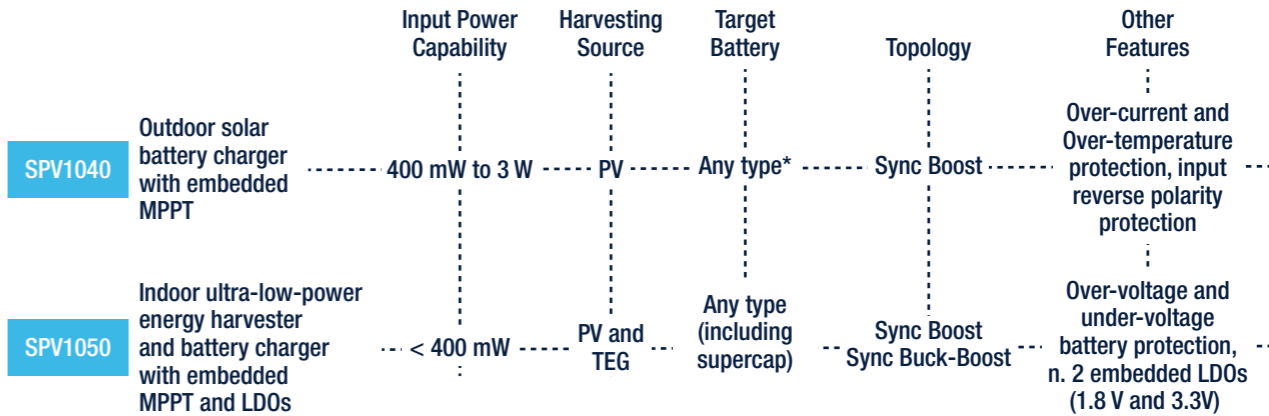 Input Power
Capability
Harvesting
Source
Target
Battery
Topology
Other
Features
SPV1040
Outdoor solar
battery charger
with embedded
MPPT
400 mW to 3 W
PV
Any type*
Sync Boost
Over-current and
Over-temperature
protection, input
reverse polarity
protection
SPV1050
Indoor ultra-low-power
energy harvester
and battery charger
with embedded
MPPT and LDOs
< 400 mW
PV and
TEG
Any type
(including
supercap)
Sync Boost
Sync Buck-Boost
Over-voltage and
under-voltage
battery protection,
n. 2 embedded LDOs
(1.8 V and 3.3V)